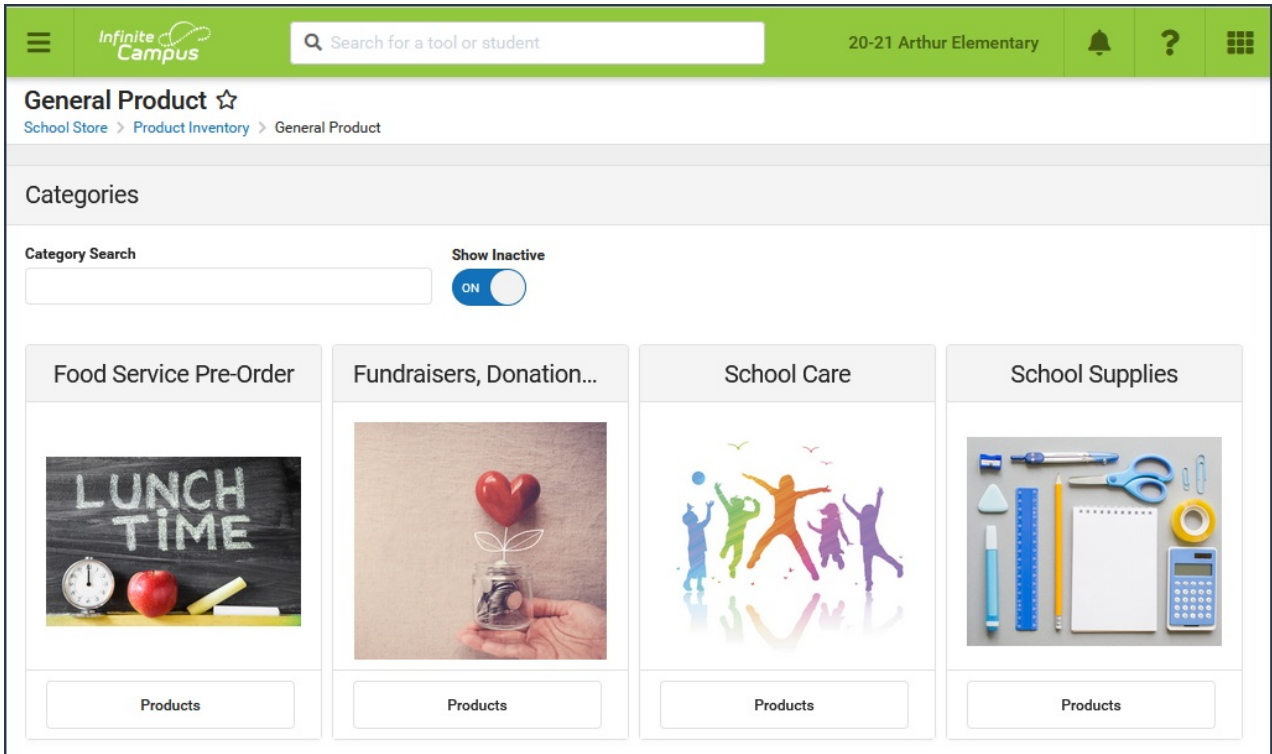 Infinite Campus
Search for a tool or student
20-21 Arthur Elementary
?
General Product
School Store > Product Inventory > General Product
Categories
Category Search
Show Inactive
ON
Food Service Pre-Order
Fundraisers, Donation...
School Care
School Supplies
LUNCH
TIME
Products
Products
Products
Products